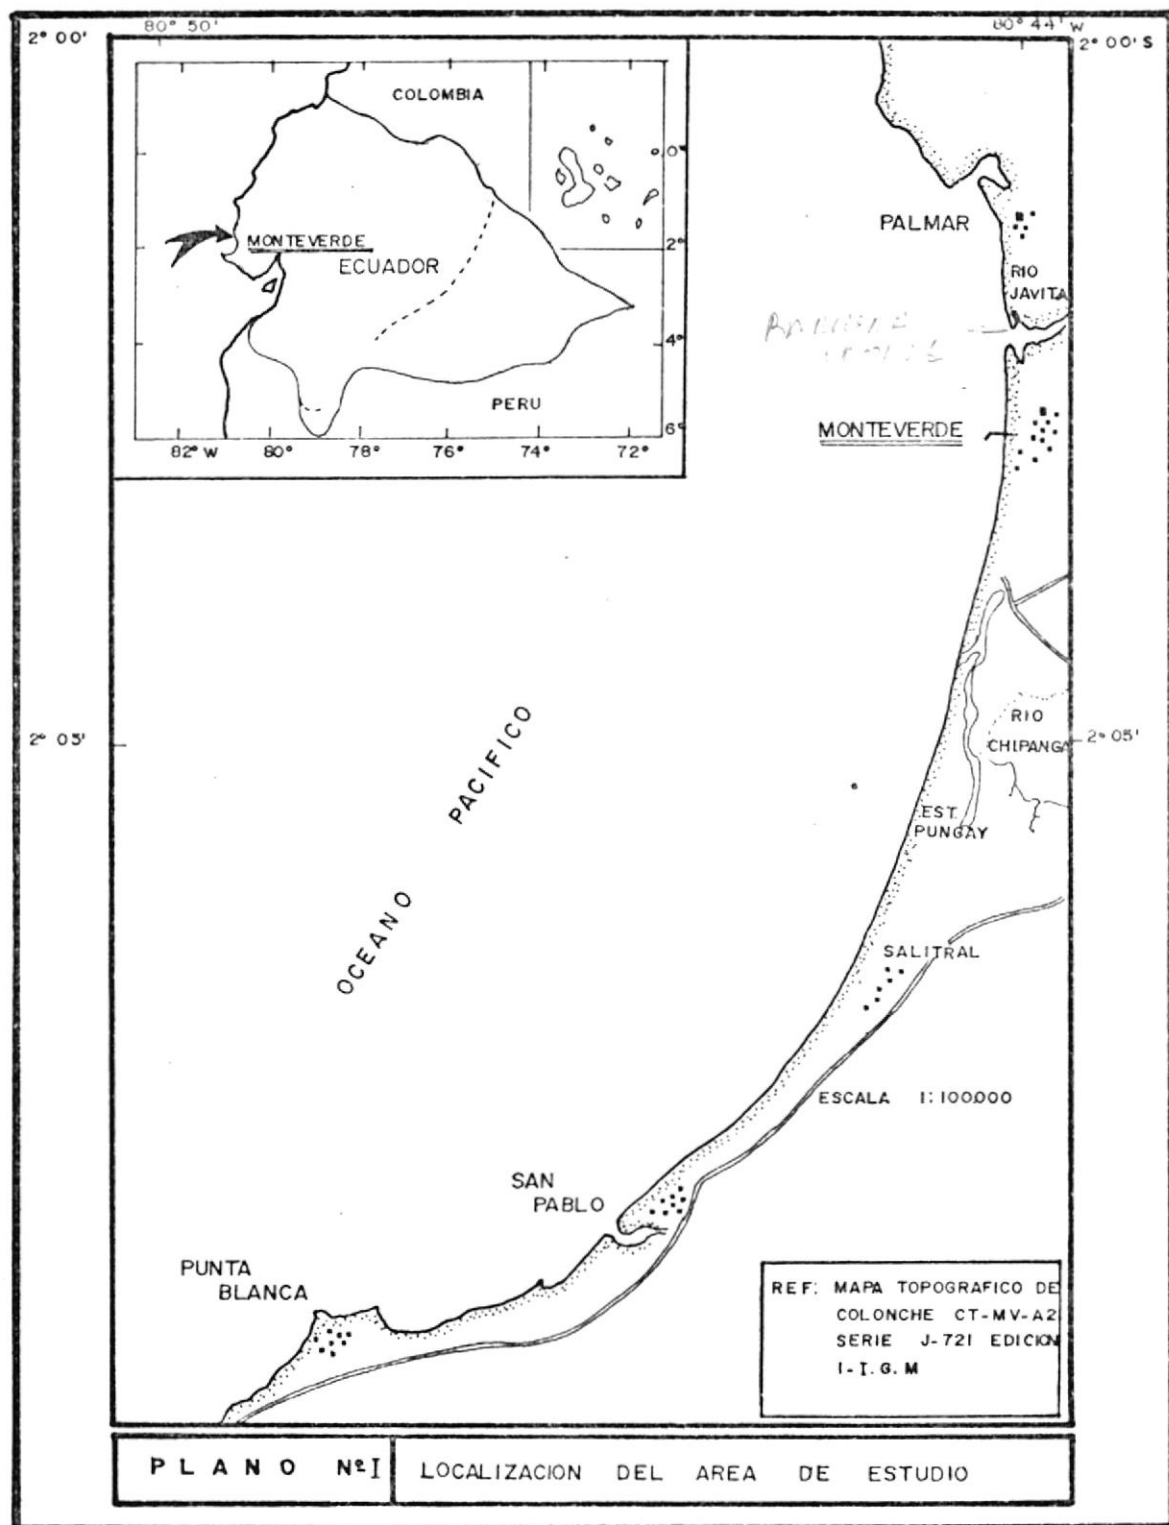 80° 50'
80° 44' W
2° 00'
2° 00' S
COLOMBIA
0°
MONTEVERDE
2°
ECUADOR
4°
PERU
6°
82° W
80°
78°
76°
74°
72°
PALMAR
RIO
JAVITA
MONTEVERDE
RIO
CHIPANGA
2° 05'
2° 05'
OCEANO PACIFICO
EST.
PUNGAY
SALITRAL
ESCALA 1:100.000
SAN
PABLO
PUNTA
BLANCA
REF: MAPA TOPOGRAFICO DE
COLONCHE CT-MV-A2
SERIE J-721 EDICION
1-I.G.M
PLANO Nº I
LOCALIZACION DEL AREA DE ESTUDIO